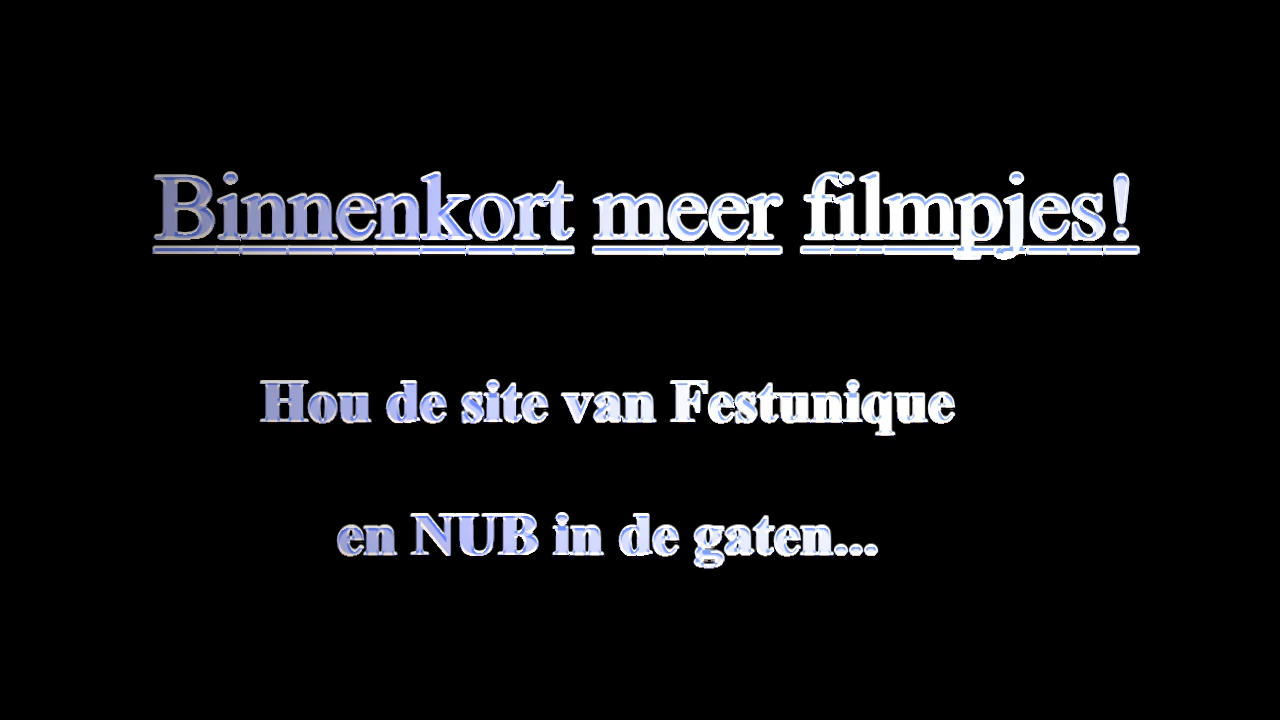 Binnenkort meer filmpjes!
Hou de site van Festunique
en NUB in de gaten...